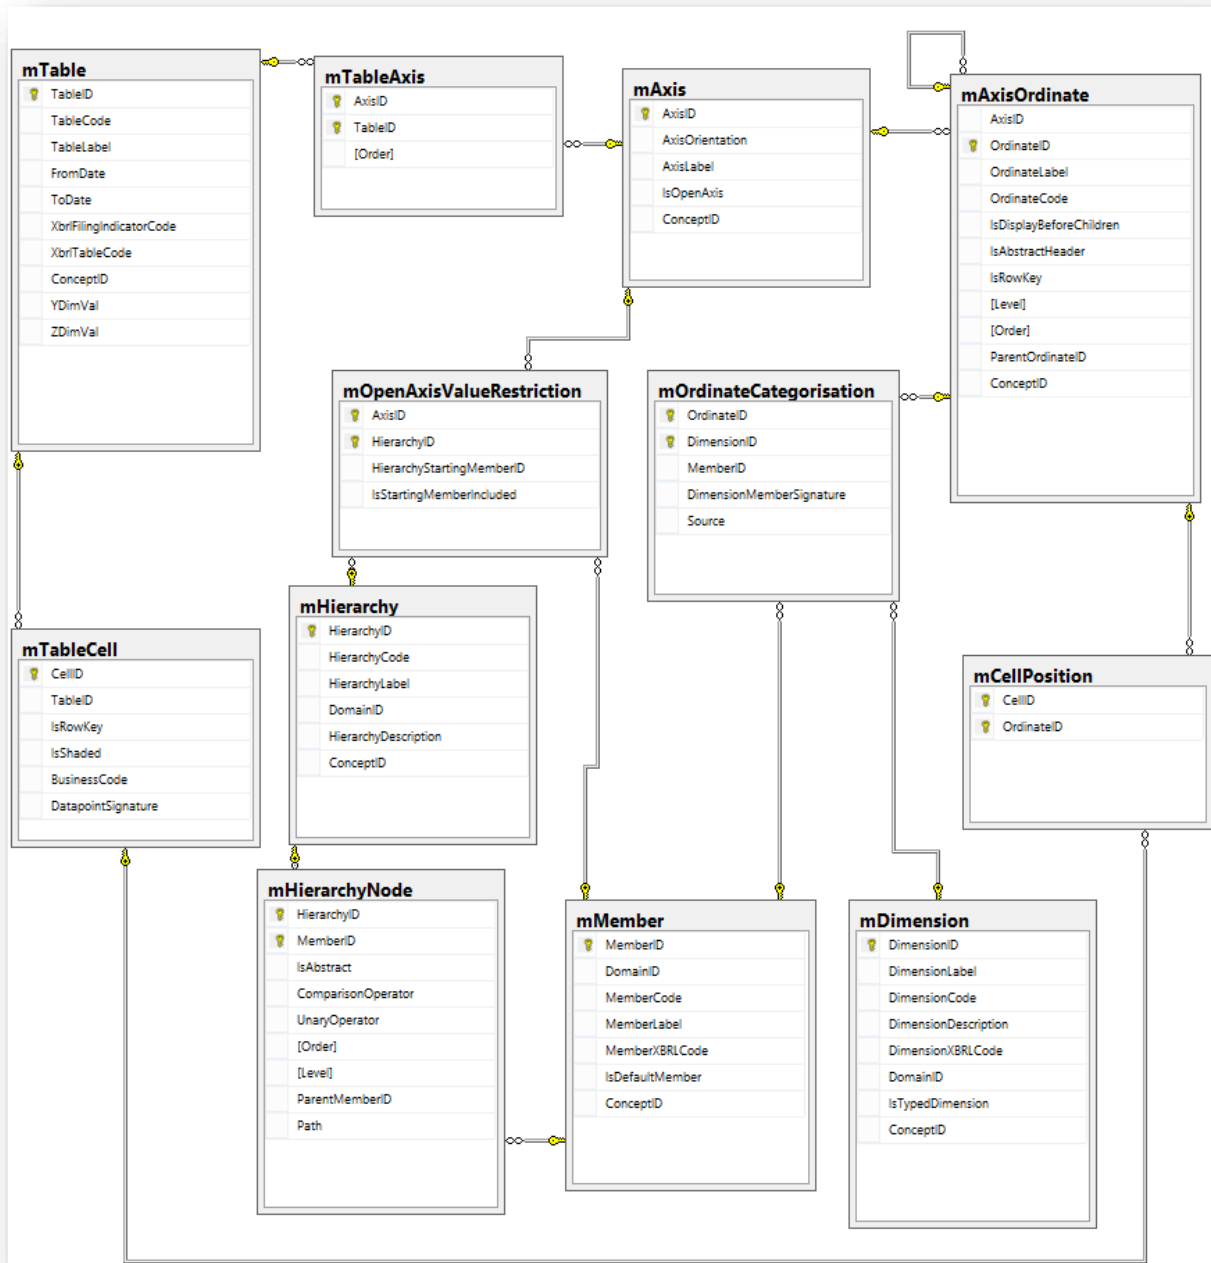 mTable
TableID
TableCode
TableLabel
FromDate
ToDate
XbrlFilingIndicatorCode
XbrlTableCode
ConceptID
YDimVal
ZDimVal
mTableAxis
AxisID
TableID
[Order]
mAxis
AxisID
AxisOrientation
AxisLabel
IsOpenAxis
ConceptID
mAxisOrdinate
AxisID
OrdinateID
OrdinateLabel
OrdinateCode
IsDisplayBeforeChildren
IsAbstractHeader
IsRowKey
[Level]
[Order]
ParentOrdinateID
ConceptID
mOpenAxisValueRestriction
AxisID
HierarchyID
HierarchyStartingMemberID
IsStartingMemberIncluded
mOrdinateCategorisation
OrdinateID
DimensionID
MemberID
DimensionMemberSignature
Source
mHierarchy
HierarchyID
HierarchyCode
HierarchyLabel
DomainID
HierarchyDescription
ConceptID
mTableCell
CellID
TableID
IsRowKey
IsShaded
BusinessCode
DatapointSignature
mCellPosition
CellID
OrdinateID
mHierarchyNode
HierarchyID
MemberID
IsAbstract
ComparisonOperator
UnaryOperator
[Order]
[Level]
ParentMemberID
Path
mMember
MemberID
DomainID
MemberCode
MemberLabel
MemberXBRLCode
IsDefaultMember
ConceptID
mDimension
DimensionID
DimensionLabel
DimensionCode
DimensionDescription
DimensionXBRLCode
DomainID
IsTypedDimension
ConceptID